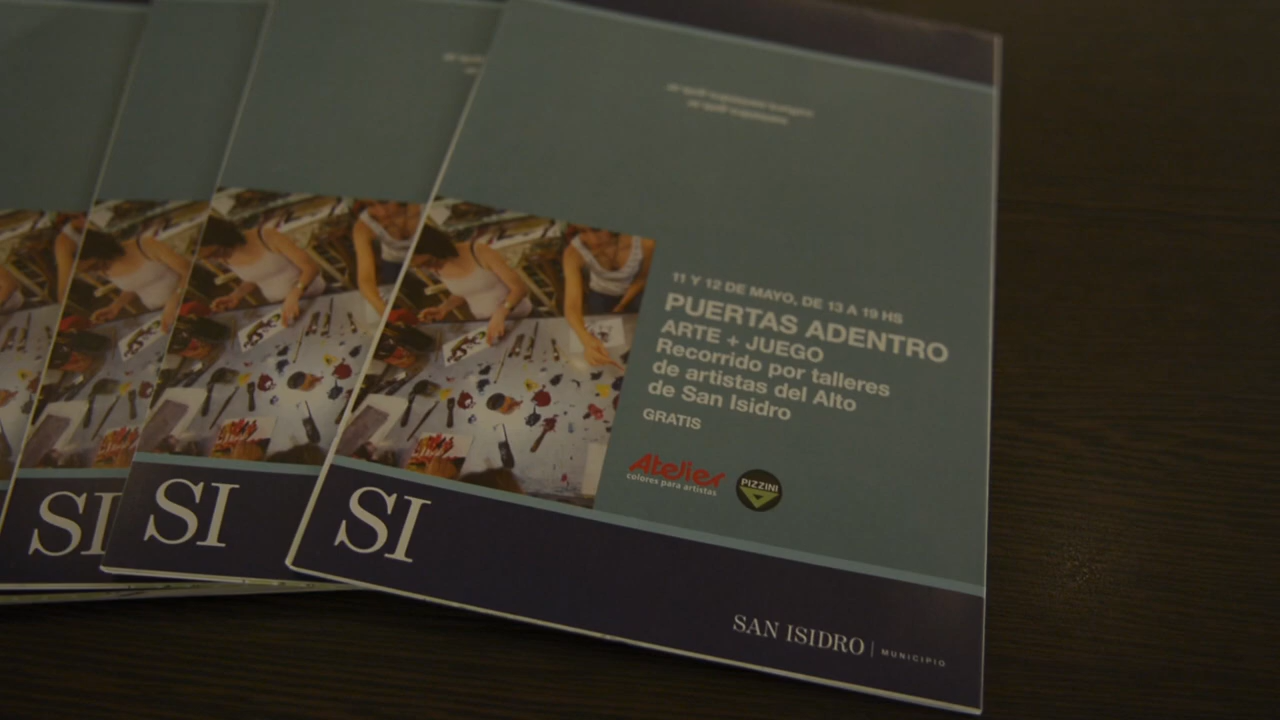 11 Y 12 DE MAYO, DE 13 A 19 HS
PUERTAS ADENTRO
ARTE + JUEGO
Recorrido por talleres
de artistas del Alto
de San Isidro
GRATIS
Atelier
colores para artistas
PIZZINI
SI
SI
SI
SAN ISIDRO | MUNICIPIO